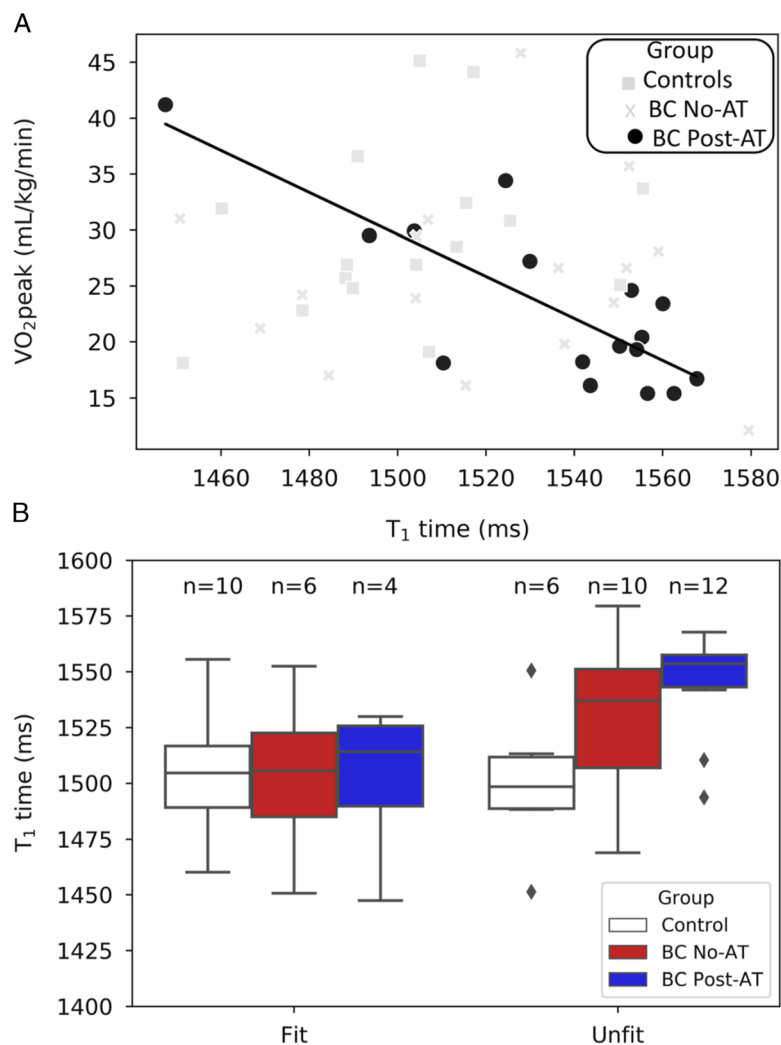 A
Group
Controls
BC No-AT
BC Post-AT
VO2peak (mL/kg/min)
45
40
35
30
25
20
15
1460 1480 1500 1520 1540 1560 1580
T1 time (ms)
B
n=10 n=6 n=4 n=6 n=10 n=12
T1 time (ms)
1600
1575
1550
1525
1500
1475
1450
1425
1400
Group
Control
BC No-AT
BC Post-AT
Fit Unfit